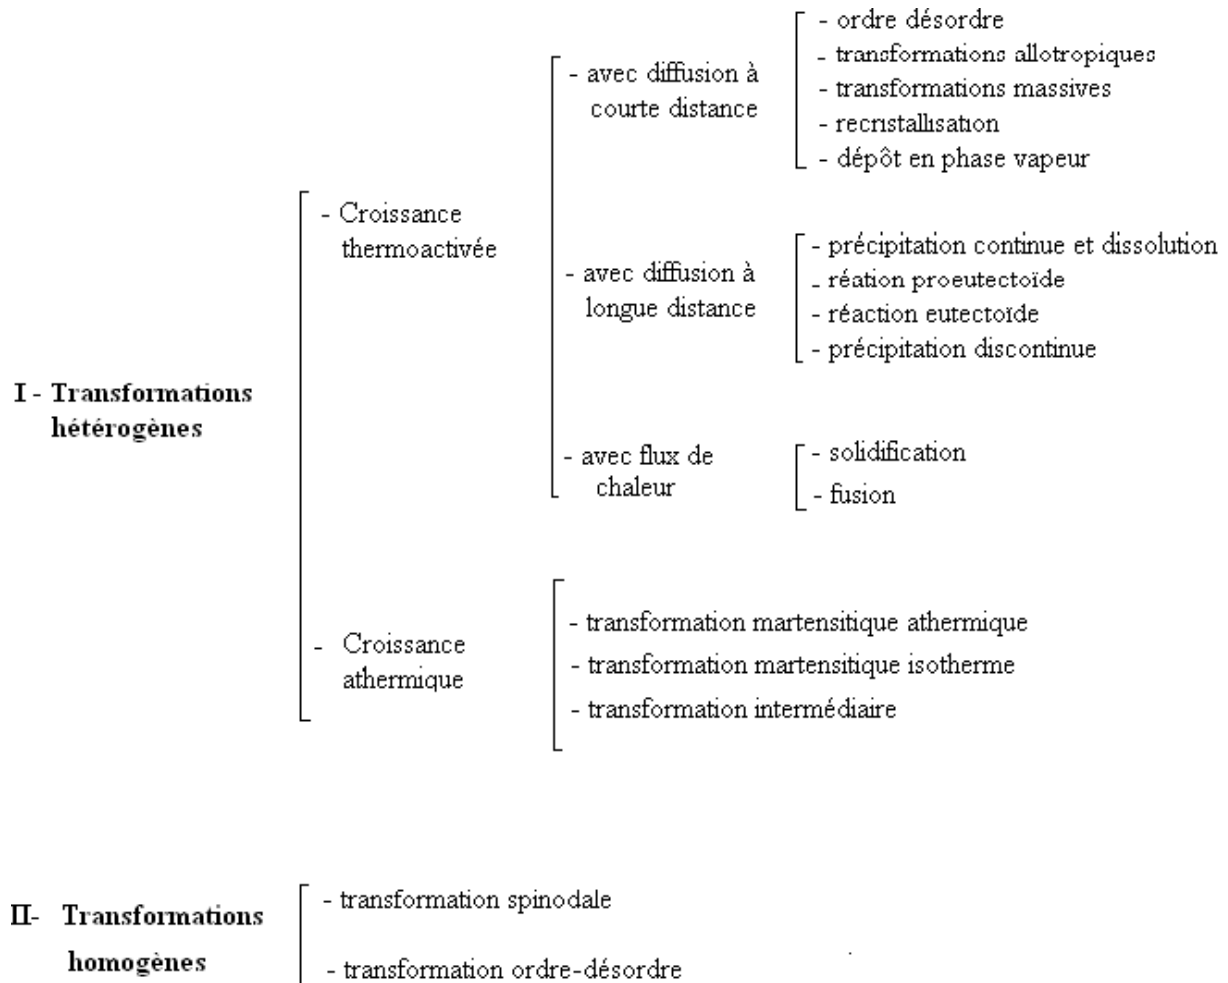 - ordre désordre
- avec diffusion à
- transformations allotropiques
courte distance
- transformations massives
- recristallisation
- dépôt en phase vapeur
- Croissance
thermoactivée
- avec diffusion à
longue distance
- précipitation continue et dissolution
- réation proeutectoïde
- réaction eutectoïde
- précipitation discontinue
I - Transformations
hétérogènes
- avec flux de
chaleur
- solidification
- fusion
- Croissance
athermique
- transformation martensitique athermique
- transformation martensitique isotherme
- transformation intermédiaire
II- Transformations
homogènes
- transformation spinodale
- transformation ordre-désordre